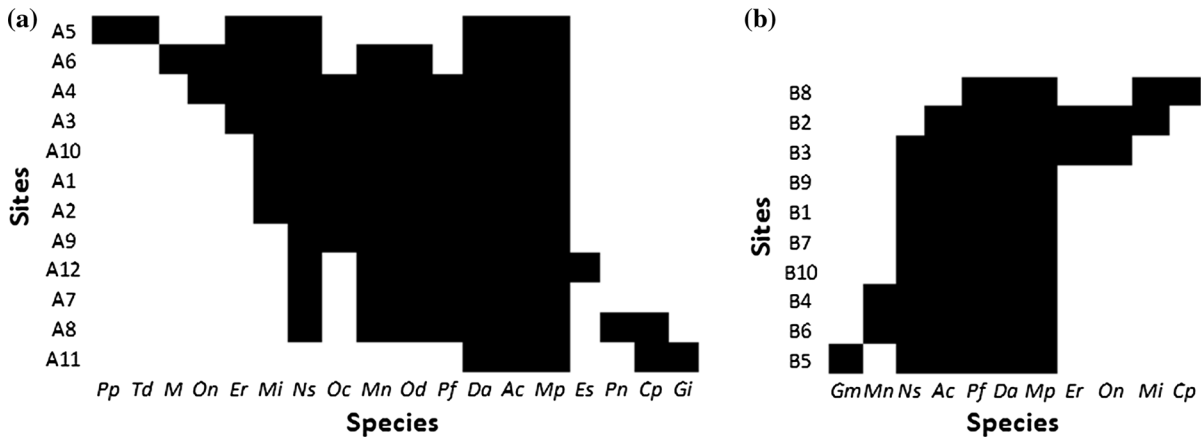 (a)
Sites
A5
A6
A4
A3
A10
A1
A2
A9
A12
A7
A8
A11
Pp Td M On Er Mi Ns Oc Mn Od Pf Da Ac Mp Es Pn Cp Gi
Species
(b)
Sites
B8
B2
B3
B9
B1
B7
B10
B4
B6
B5
Gm Mn Ns Ac Pf Da Mp Er On Mi Cp
Species